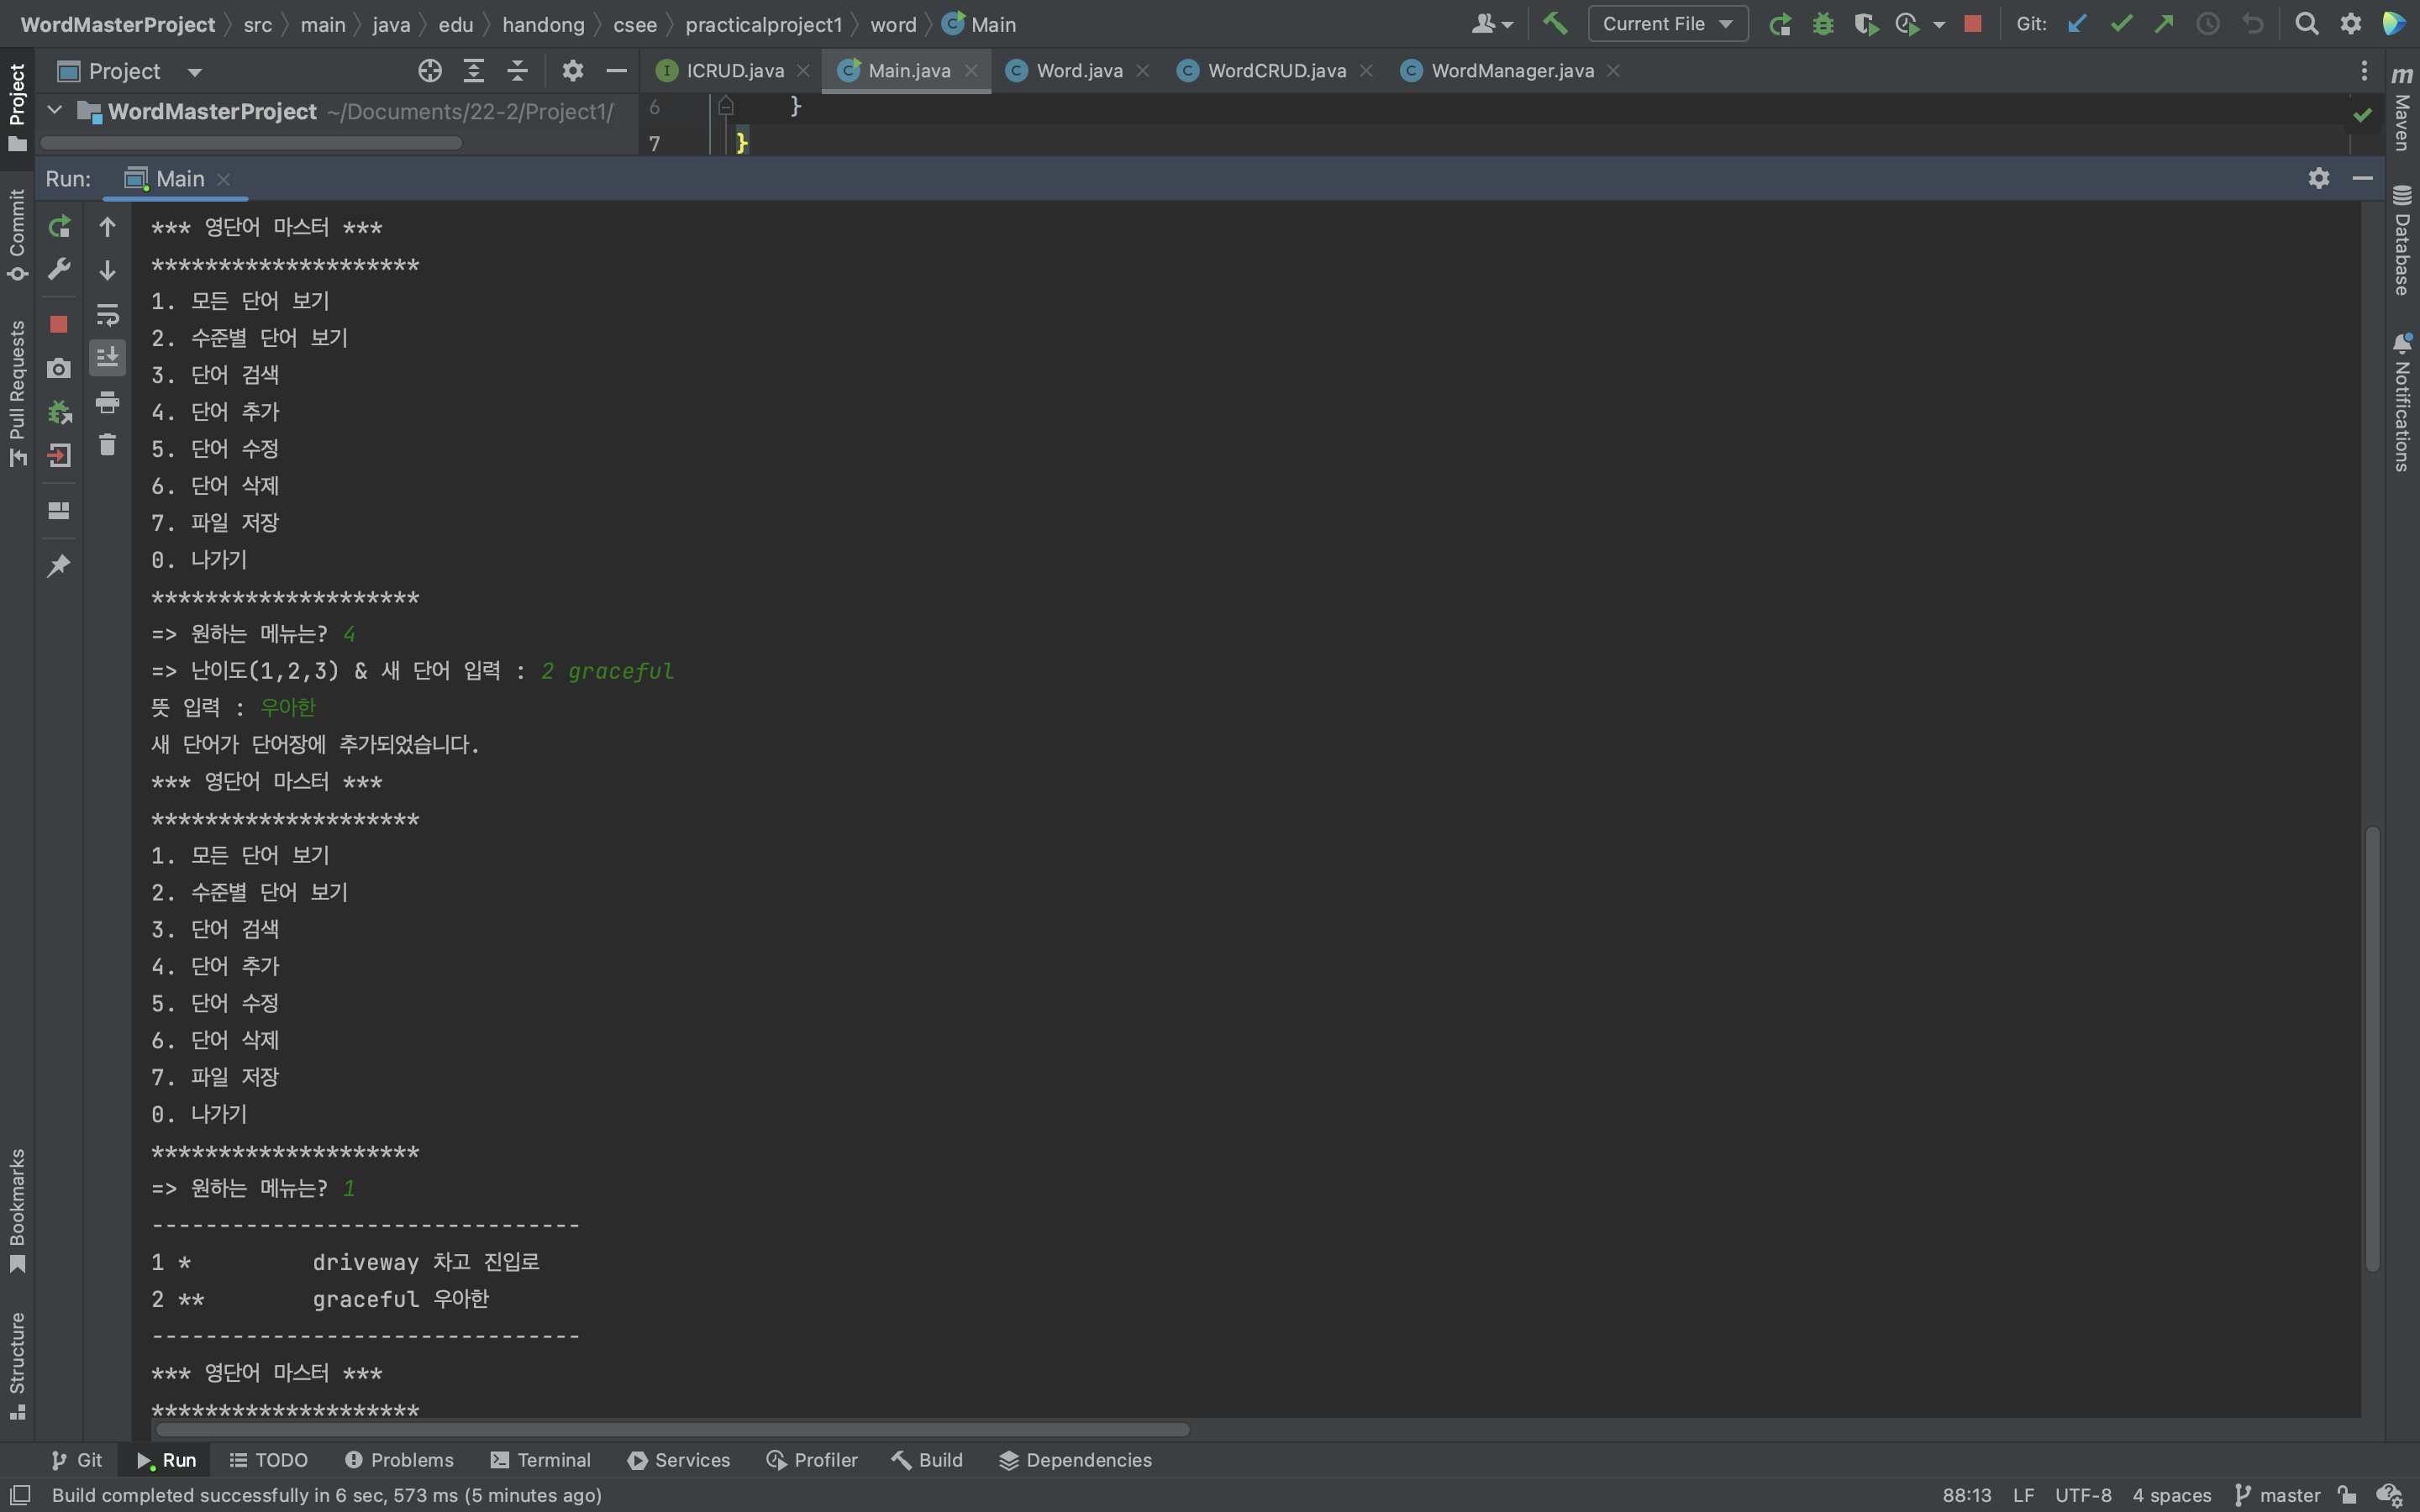 WordMasterProject src main java edu handong csee practicalproject1 word Main Current File Git:
Project ICRUD.java Main.java Word.java WordCRUD.java WordManager.java
WordMasterProject ~/Documents/22-2/Project1/ 6 }
7 }
Run: Main
*** 영단어 마스터 ***
********************
1. 모든 단어 보기
2. 수준별 단어 보기
3. 단어 검색
4. 단어 추가
5. 단어 수정
6. 단어 삭제
7. 파일 저장
0. 나가기
********************
=> 원하는 메뉴는? 4
=> 난이도(1,2,3) & 새 단어 입력 : 2 graceful
뜻 입력 : 우아한
새 단어가 단어장에 추가되었습니다.
*** 영단어 마스터 ***
********************
1. 모든 단어 보기
2. 수준별 단어 보기
3. 단어 검색
4. 단어 추가
5. 단어 수정
6. 단어 삭제
7. 파일 저장
0. 나가기
********************
=> 원하는 메뉴는? 1
--------------------------------
1 * driveway 차고 진입로
2 ** graceful 우아한
--------------------------------
*** 영단어 마스터 ***
********************
Project
Commit
Pull Requests
Bookmarks
Structure
m Maven
Database
Notifications
Git Run TODO Problems Terminal Services Profiler Build Dependencies
Build completed successfully in 6 sec, 573 ms (5 minutes ago) 88:13 LF UTF-8 4 spaces master